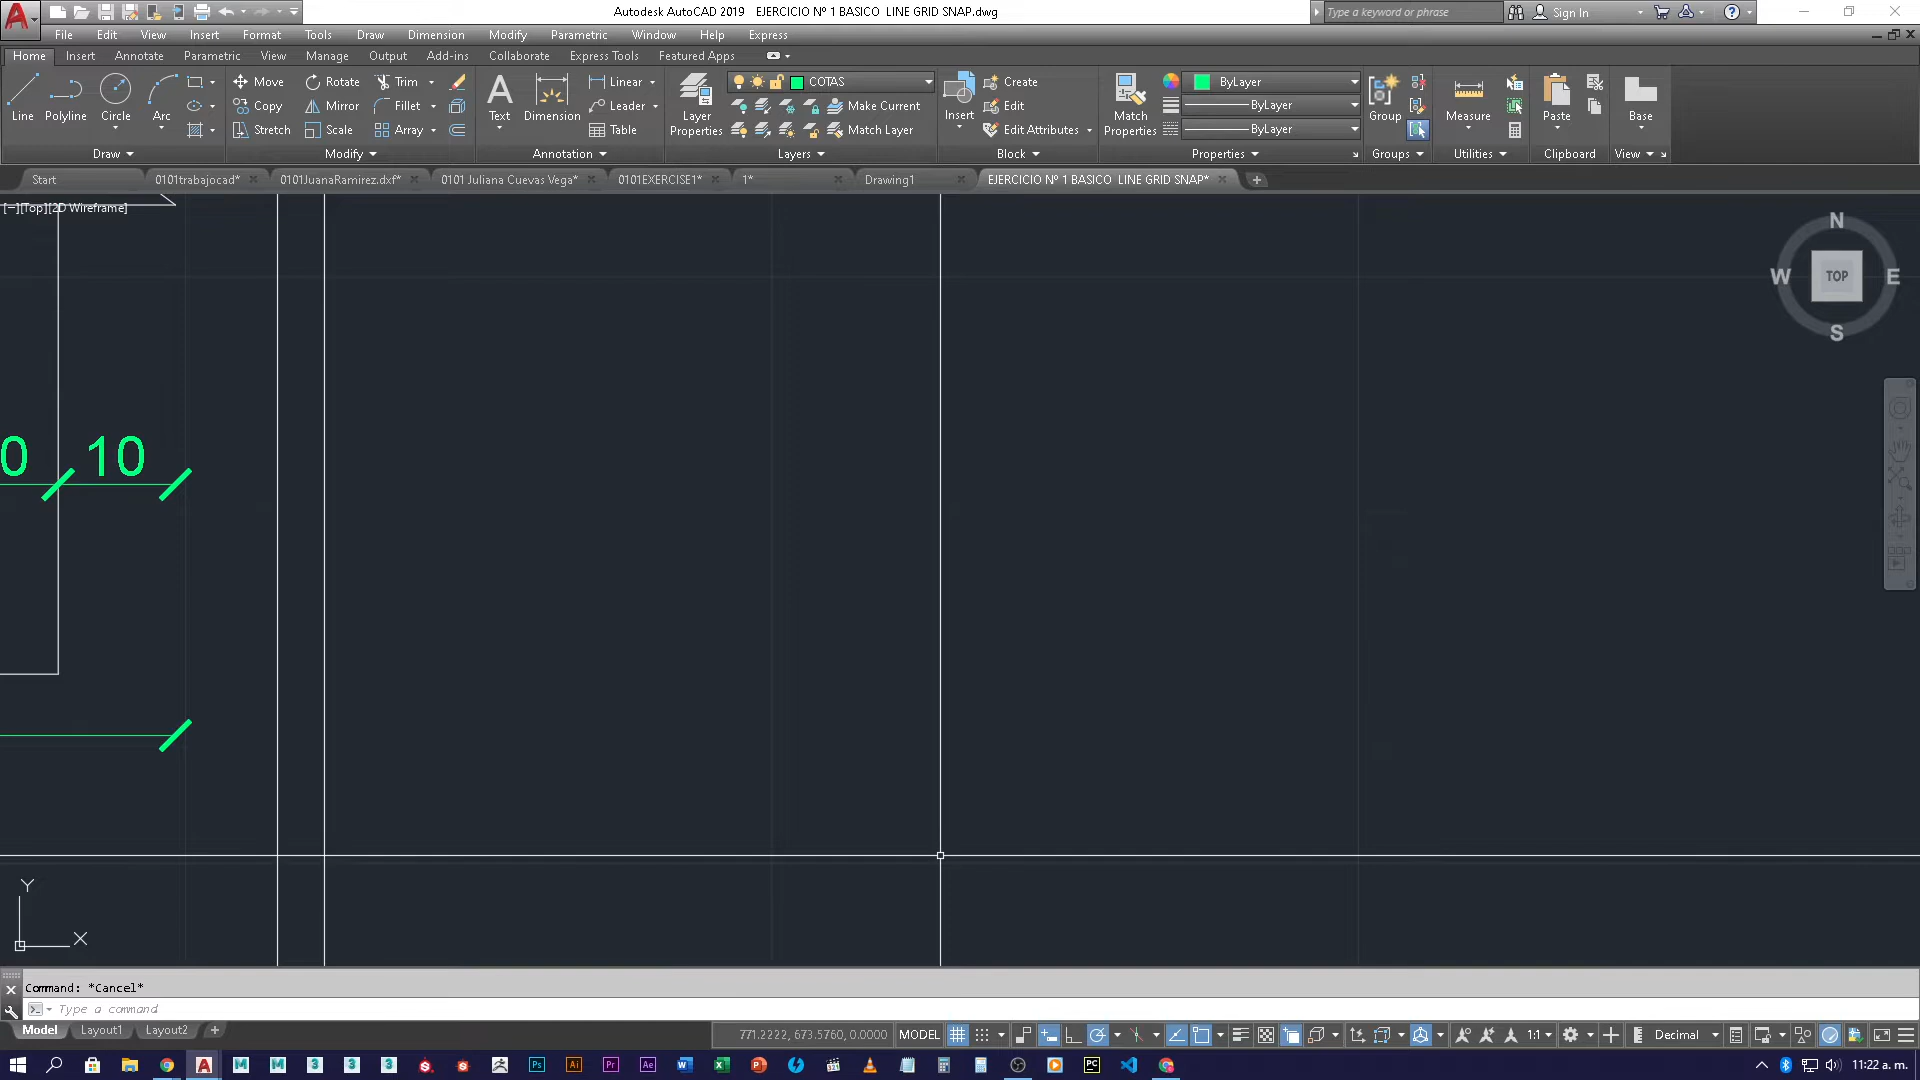 Autodesk AutoCAD 2019 EJERCICIO Nº 1 BASICO LINE GRID SNAP.dwg
Type a keyword or phrase
Sign In
File Edit View Insert Format Tools Draw Dimension Modify Parametric Window Help Express
Home Insert Annotate Parametric View Manage Output Add-ins Collaborate Express Tools Featured Apps
Line Polyline Circle Arc
Move Rotate Trim
Copy Mirror Fillet
Stretch Scale Array
Text Dimension
Linear
Leader
Table
Layer Properties
COTAS
Make Current
Match Layer
Insert
Create
Edit
Edit Attributes
Match Properties
ByLayer
ByLayer
ByLayer
Group Measure Paste Base
Draw Modify Annotation Layers Block Properties Groups Utilities Clipboard View
Start 0101trabajocad* 0101JuanaRamirez.dxf* 0101 Juliana Cuevas Vega* 0101EXERCISE1* 1* Drawing1 EJERCICIO Nº 1 BASICO LINE GRID SNAP*
[−][Top][2D Wireframe]
N
W TOP E
S
0 10
Y
X
Command: *Cancel*
Type a command
Model Layout1 Layout2
771.2222, 673.5760, 0.0000 MODEL 1:1 Decimal
11:22 a. m.